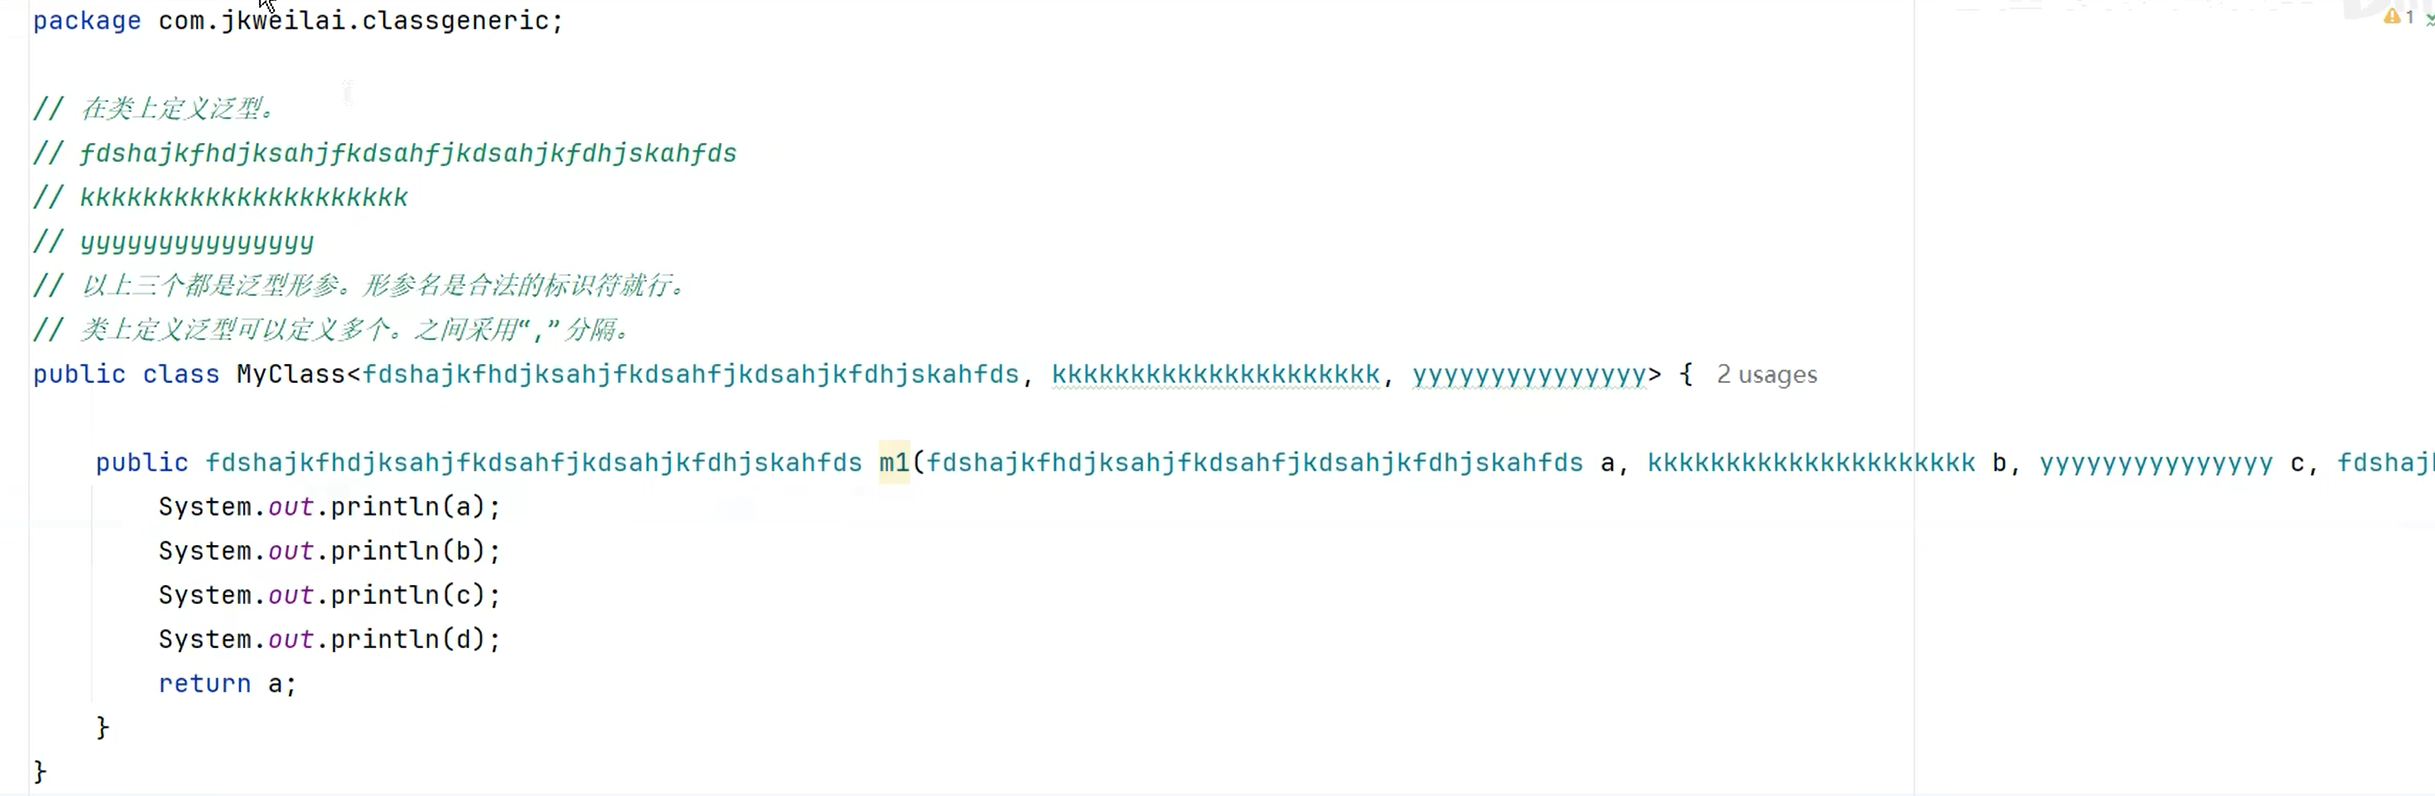 package com.jkweilai.classgeneric;
// 在类上定义泛型。
// fdshajkfhdjksahjfkdsahfjkdsahjkfdhjskahfds
// kkkkkkkkkkkkkkkkkkkkk
// yyyyyyyyyyyyyyy
// 以上三个都是泛型形参。形参名是合法的标识符就行。
// 类上定义泛型可以定义多个。之间采用“,”分隔。
public class MyClass<fdshajkfhdjksahjfkdsahfjkdsahjkfdhjskahfds, kkkkkkkkkkkkkkkkkkkkk, yyyyyyyyyyyyyyy> { 2 usages
public fdshajkfhdjksahjfkdsahfjkdsahjkfdhjskahfds m1(fdshajkfhdjksahjfkdsahfjkdsahjkfdhjskahfds a, kkkkkkkkkkkkkkkkkkkkk b, yyyyyyyyyyyyyyy c,
System.out.println(a);
System.out.println(b);
System.out.println(c);
System.out.println(d);
return a;
}
}
1